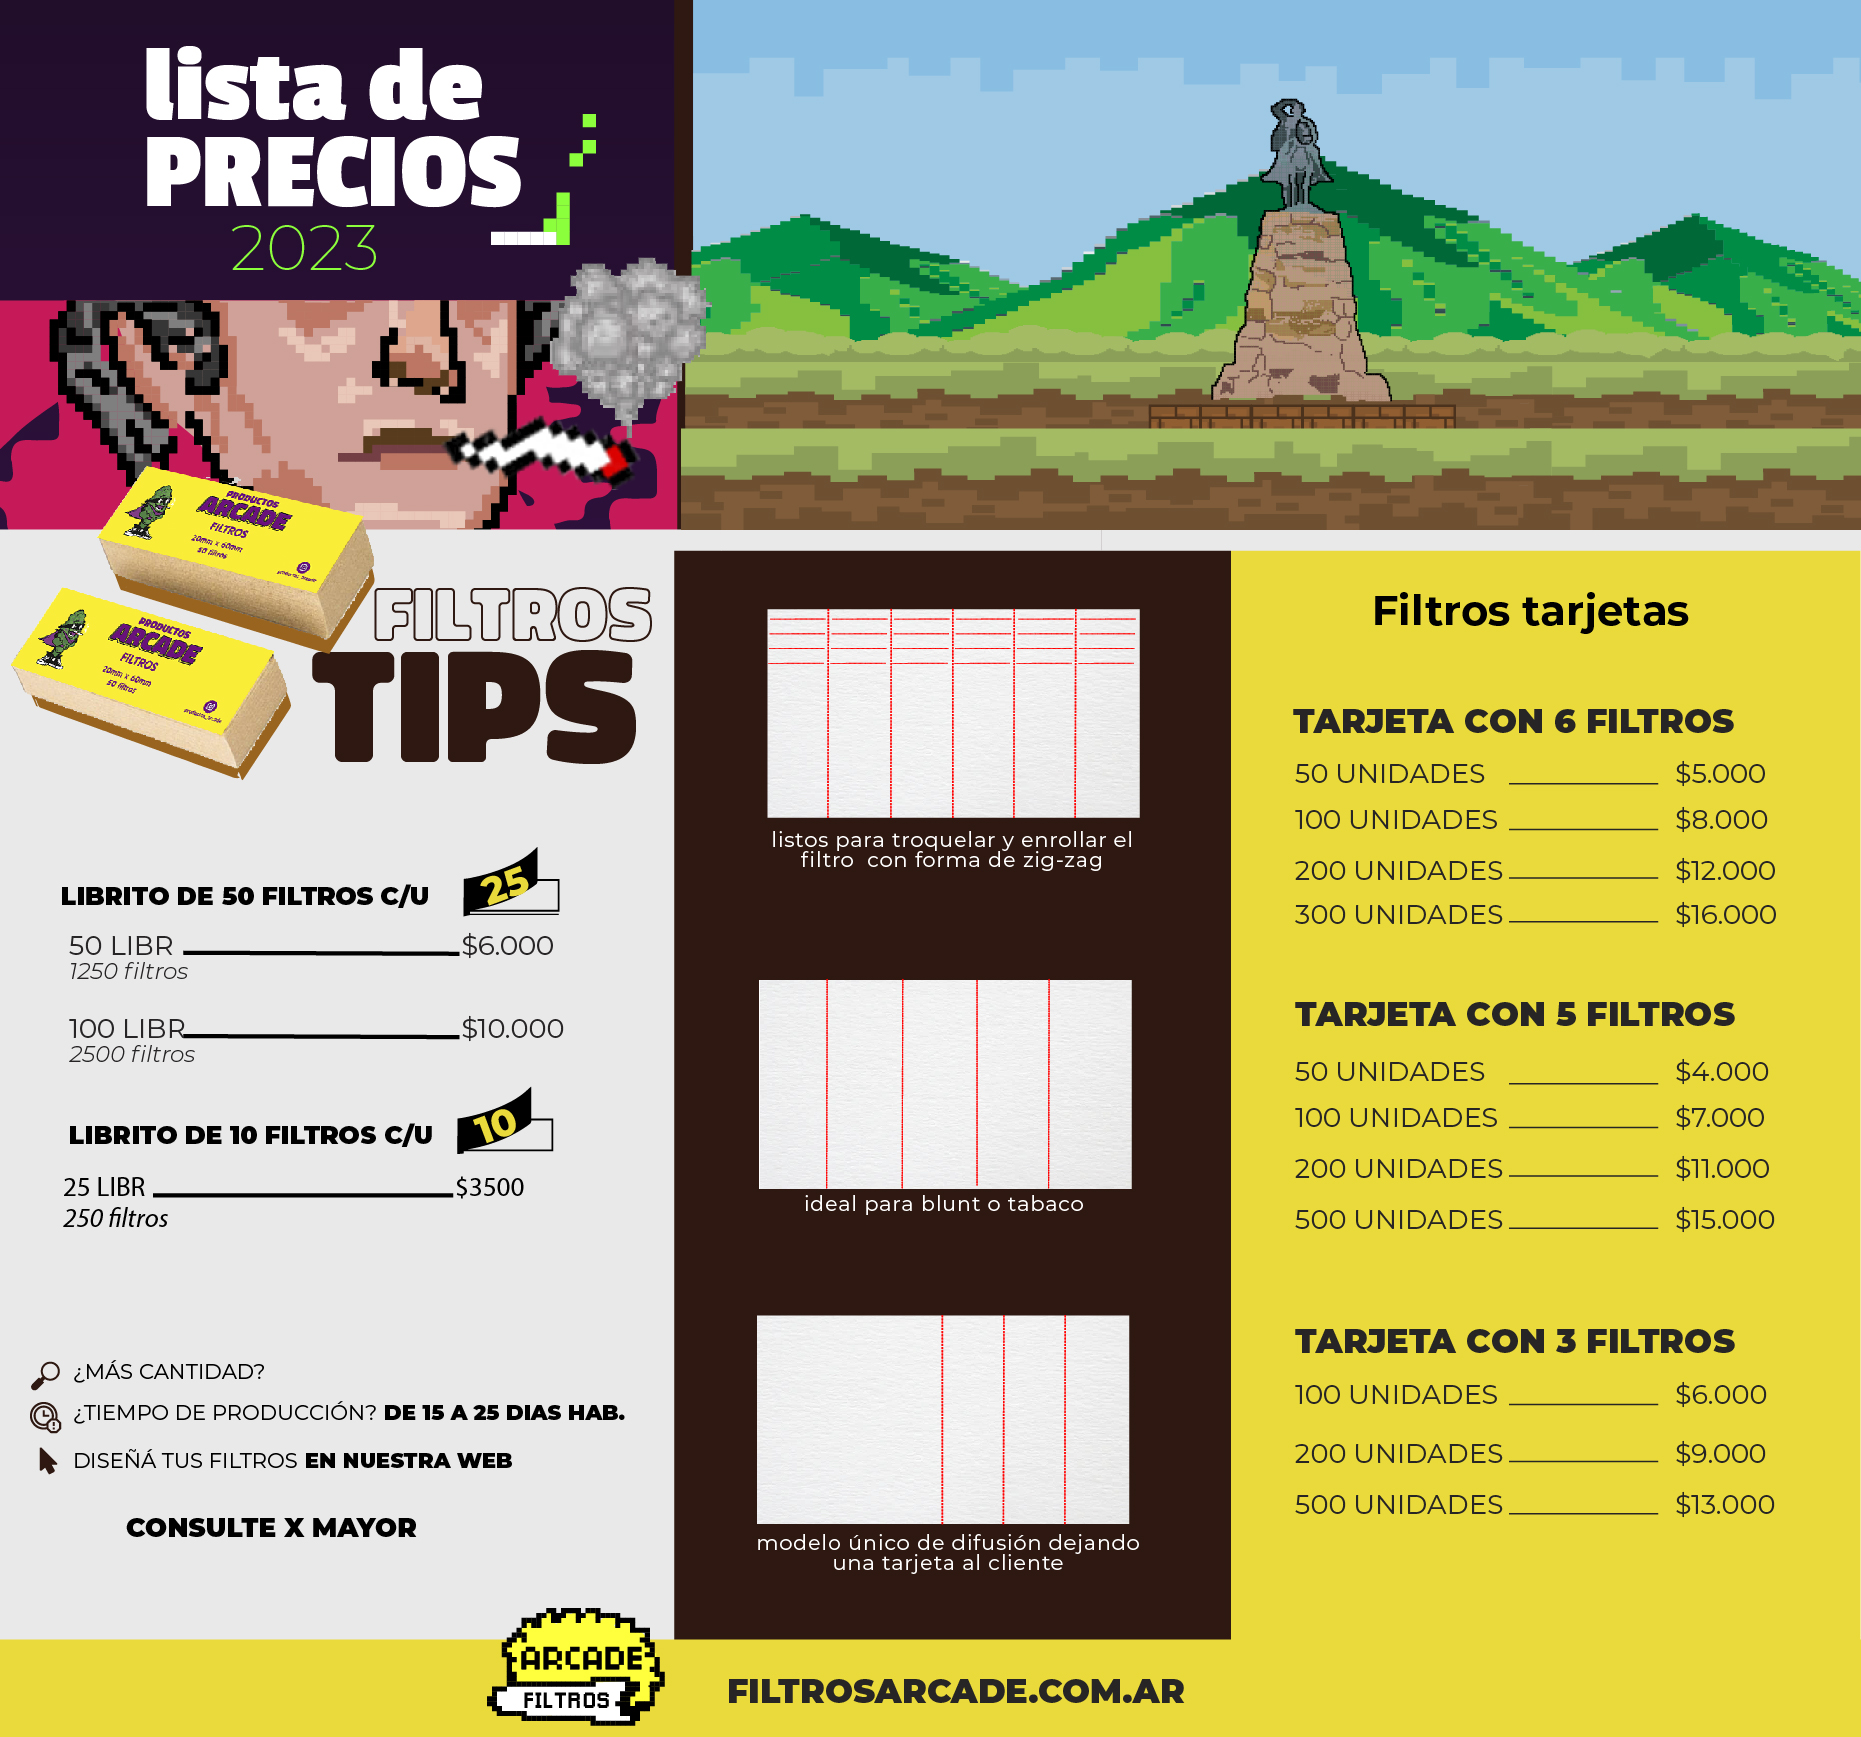 lista de
PRECIOS
2023
PRODUCTOS
ARCADE
FILTROS
20mm x 60mm
50 filtros
PRODUCTOS
ARCADE
FILTROS
20mm x 60mm
50 filtros
FILTROS
TIPS
LIBRITO DE 50 FILTROS C/U
25
50 LIBR $6.000
1250 filtros
100 LIBR $10.000
2500 filtros
LIBRITO DE 10 FILTROS C/U
10
25 LIBR $3500
250 filtros
¿MÁS CANTIDAD?
¿TIEMPO DE PRODUCCIÓN? DE 15 A 25 DIAS HAB.
DISEÑÁ TUS FILTROS EN NUESTRA WEB
CONSULTE X MAYOR
listos para troquelar y enrollar el
filtro con forma de zig-zag
ideal para blunt o tabaco
modelo único de difusión dejando
una tarjeta al cliente
Filtros tarjetas
TARJETA CON 6 FILTROS
50 UNIDADES $5.000
100 UNIDADES $8.000
200 UNIDADES $12.000
300 UNIDADES $16.000
TARJETA CON 5 FILTROS
50 UNIDADES $4.000
100 UNIDADES $7.000
200 UNIDADES $11.000
500 UNIDADES $15.000
TARJETA CON 3 FILTROS
100 UNIDADES $6.000
200 UNIDADES $9.000
500 UNIDADES $13.000
ARCADE
FILTROS
FILTROSARCADE.COM.AR